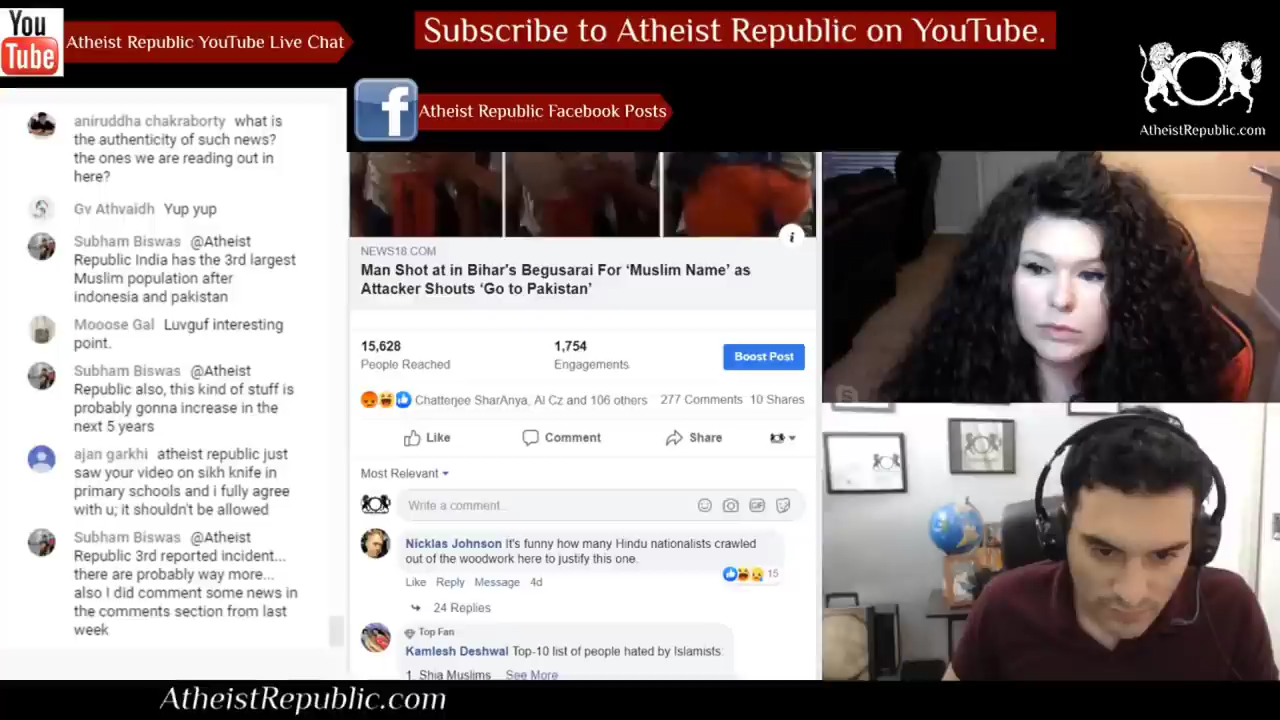 You
Tube
Atheist Republic YouTube Live Chat
Subscribe to Atheist Republic on YouTube.
AtheistRepublic.com
f
Atheist Republic Facebook Posts
aniruddha chakraborty what is
the authenticity of such news?
the ones we are reading out in
here?
Gv Athvaidh Yup yup
Subham Biswas @Atheist
Republic India has the 3rd largest
Muslim population after
indonesia and pakistan
Mooose Gal Luvguf interesting
point.
Subham Biswas @Atheist
Republic also, this kind of stuff is
probably gonna increase in the
next 5 years
ajan garkhi atheist republic just
saw your video on sikh knife in
primary schools and i fully agree
with u; it shouldn't be allowed
Subham Biswas @Atheist
Republic 3rd reported incident...
there are probably way more...
also I did comment some news in
the comments section from last
week
i
NEWS18.COM
Man Shot at in Bihar's Begusarai For ‘Muslim Name’ as
Attacker Shouts ‘Go to Pakistan’
15,628
People Reached
1,754
Engagements
Boost Post
Chatterjee SharAnya, Al Cz and 106 others 277 Comments 10 Shares
Like Comment Share
Most Relevant
Write a comment...
GIF
Nicklas Johnson It's funny how many Hindu nationalists crawled
out of the woodwork here to justify this one.
15
Like Reply Message 4d
24 Replies
Top Fan
Kamlesh Deshwal Top-10 list of people hated by Islamists:
1. Shia Muslims See More
AtheistRepublic.com